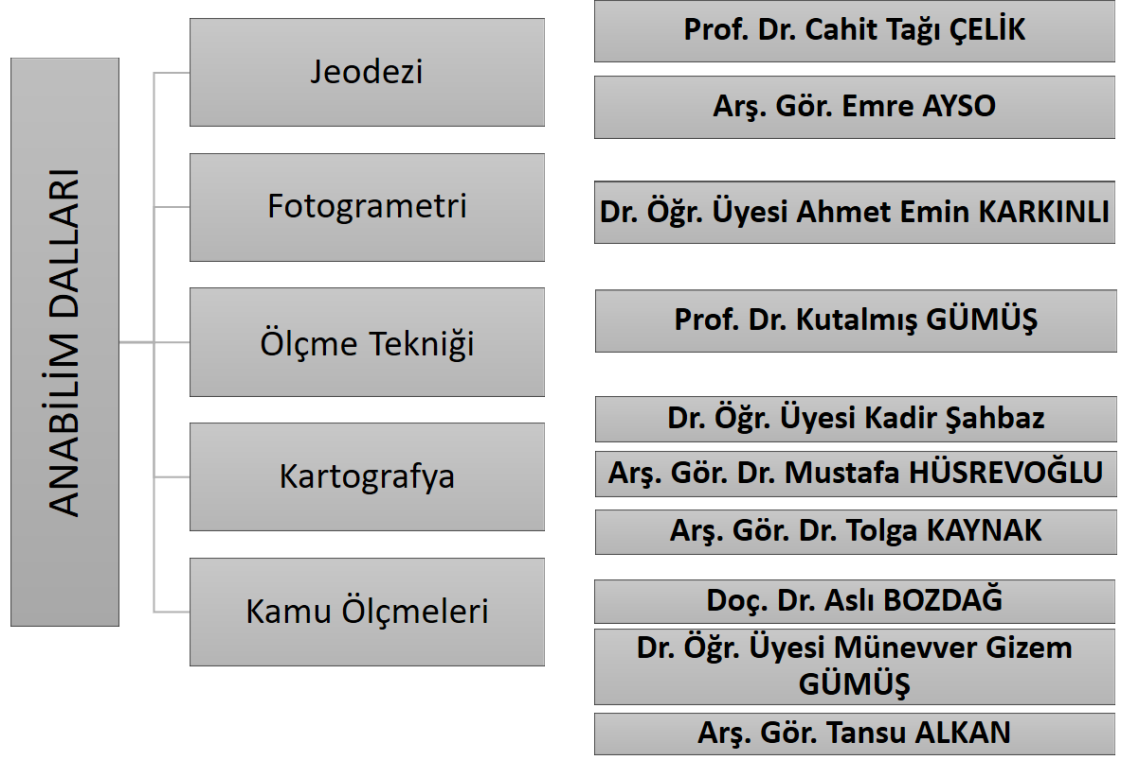 ANABİLİM DALLARI
Jeodezi
Prof. Dr. Cahit Tağı ÇELİK
Arş. Gör. Emre AYSO
Fotogrametri
Dr. Öğr. Üyesi Ahmet Emin KARKINLI
Ölçme Tekniği
Prof. Dr. Kutalmış GÜMÜŞ
Kartografya
Dr. Öğr. Üyesi Kadir Şahbaz
Arş. Gör. Dr. Mustafa HÜSREVOĞLU
Arş. Gör. Dr. Tolga KAYNAK
Kamu Ölçmeleri
Doç. Dr. Aslı BOZDAĞ
Dr. Öğr. Üyesi Münevver Gizem
GÜMÜŞ
Arş. Gör. Tansu ALKAN